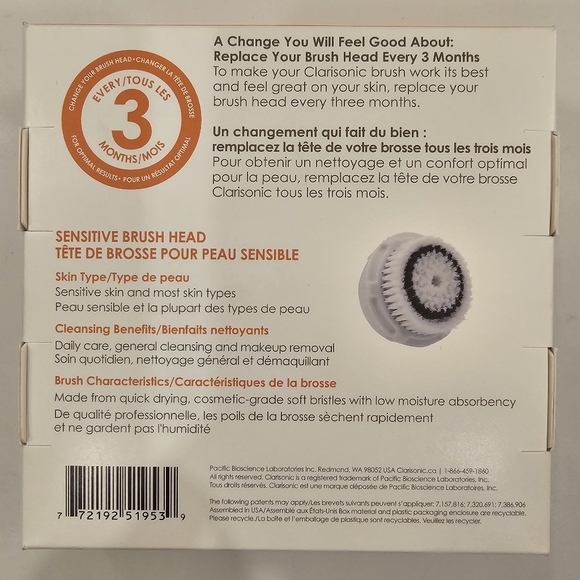 CHANGE YOUR BRUSH HEAD • CHANGER LA TÊTE DE BROSSE
EVERY/TOUS LES
3
MONTHS/MOIS
FOR OPTIMAL RESULTS • POUR UN RÉSULTAT OPTIMAL
A Change You Will Feel Good About:
Replace Your Brush Head Every 3 Months
To make your Clarisonic brush work its best
and feel great on your skin, replace your
brush head every three months.
Un changement qui fait du bien :
remplacez la tête de votre brosse tous les trois mois
Pour obtenir un nettoyage et un confort optimal
pour la peau, remplacez la tête de votre brosse
Clarisonic tous les trois mois.
SENSITIVE BRUSH HEAD
TÊTE DE BROSSE POUR PEAU SENSIBLE
Skin Type/Type de peau
Sensitive skin and most skin types
Peau sensible et la plupart des types de peau
Cleansing Benefits/Bienfaits nettoyants
Daily care, general cleansing and makeup removal
Soin quotidien, nettoyage général et démaquillant
Brush Characteristics/Caractéristiques de la brosse
Made from quick drying, cosmetic-grade soft bristles with low moisture absorbency
De qualité professionnelle, les poils de la brosse sèchent rapidement
et ne gardent pas l'humidité
7 72192 51953 9
Pacific Bioscience Laboratories Inc. Redmond, WA 98052 USA Clarisonic.ca | 1-866-459-1860
All rights reserved. Clarisonic is a registered trademark of Pacific Bioscience Laboratories, Inc.
Tous droits réservés. Clarisonic est une marque déposée de Pacific Bioscience Laboratories, Inc.
The following patents may apply/Les brevets suivants peuvent s'appliquer: 7,157,816; 7,320,691; 7,386,906
Assembled in USA/Assemblé aux États-Unis Box material and plastic packaging enclosure are recyclable.
Please recycle./La boîte et l'emballage de plastique sont recyclables. Veuillez les recycler.